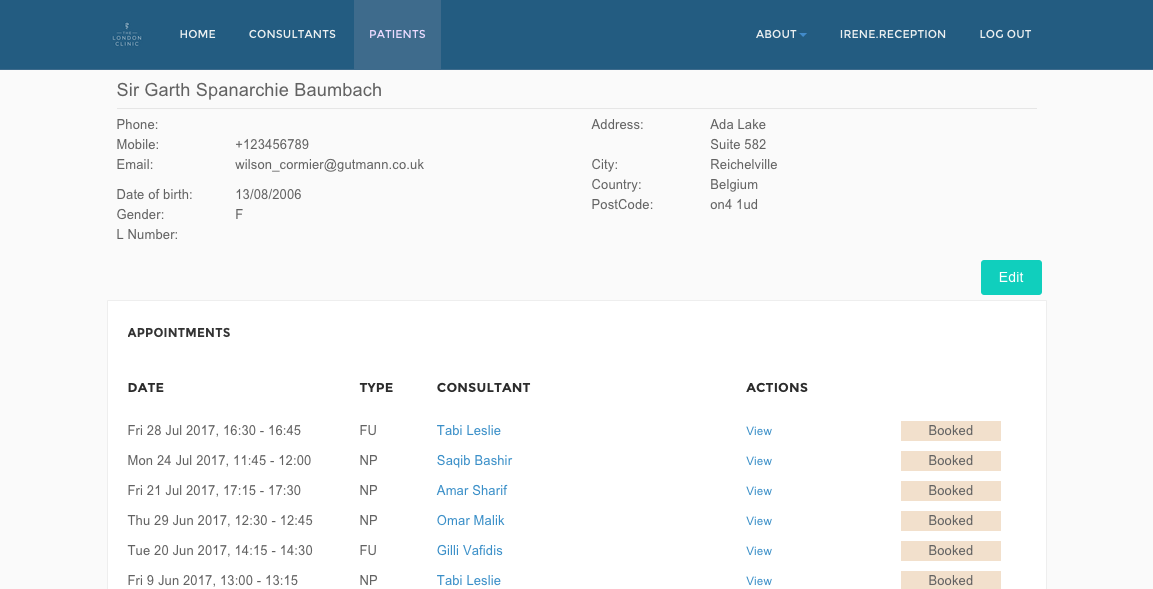 THE
LONDON
CLINIC
HOME CONSULTANTS PATIENTS ABOUT IRENE.RECEPTION LOG OUT
Sir Garth Spanarchie Baumbach
Phone:
Mobile: +123456789
Email: wilson_cormier@gutmann.co.uk
Date of birth: 13/08/2006
Gender: F
L Number:
Address: Ada Lake
Suite 582
City: Reichelville
Country: Belgium
PostCode: on4 1ud
Edit
APPOINTMENTS
DATE TYPE CONSULTANT ACTIONS
Fri 28 Jul 2017, 16:30 - 16:45 FU Tabi Leslie View Booked
Mon 24 Jul 2017, 11:45 - 12:00 NP Saqib Bashir View Booked
Fri 21 Jul 2017, 17:15 - 17:30 NP Amar Sharif View Booked
Thu 29 Jun 2017, 12:30 - 12:45 NP Omar Malik View Booked
Tue 20 Jun 2017, 14:15 - 14:30 FU Gilli Vafidis View Booked
Fri 9 Jun 2017, 13:00 - 13:15 NP Tabi Leslie View Booked